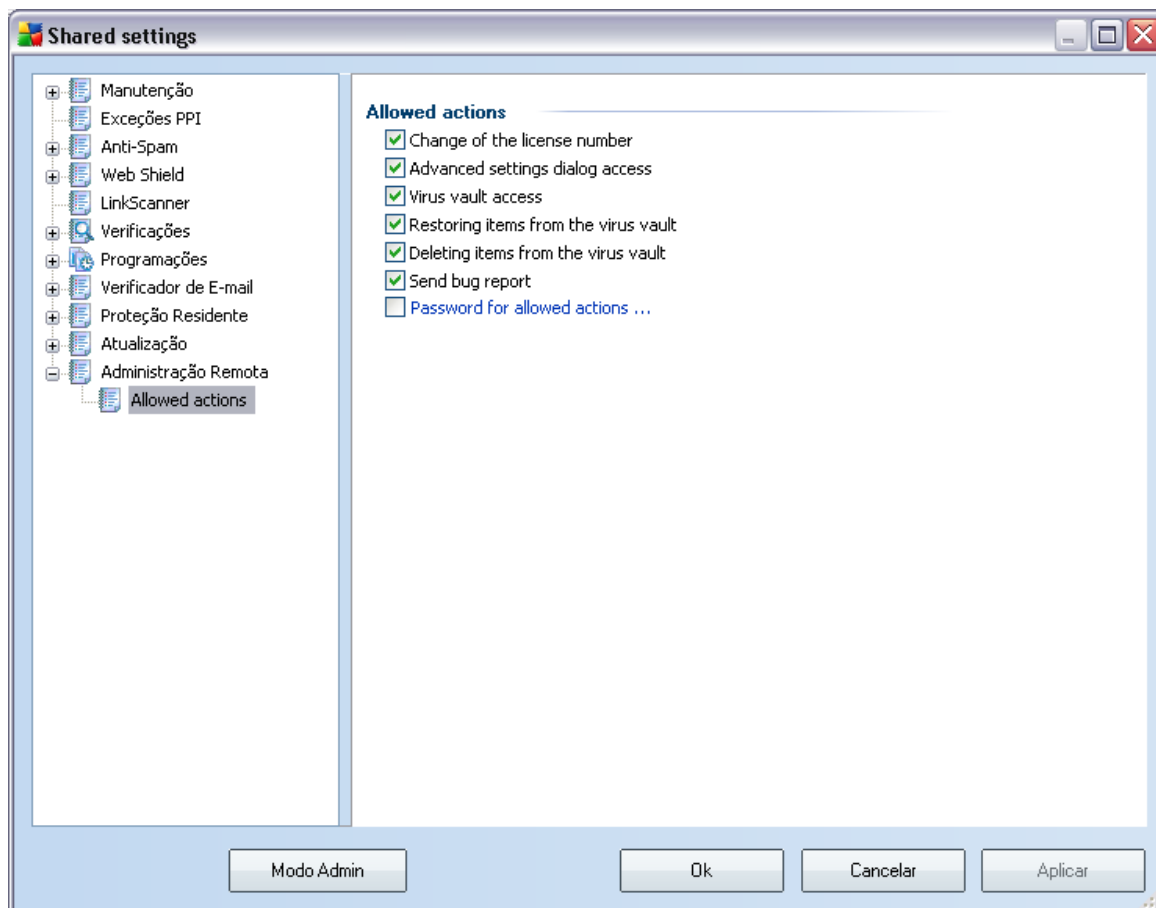 Shared settings
Manutenção
Exceções PPI
Anti-Spam
Web Shield
LinkScanner
Verificações
Programações
Verificador de E-mail
Proteção Residente
Atualização
Administração Remota
Allowed actions
Allowed actions
Change of the license number
Advanced settings dialog access
Virus vault access
Restoring items from the virus vault
Deleting items from the virus vault
Send bug report
Password for allowed actions ...
Modo Admin
Ok
Cancelar
Aplicar